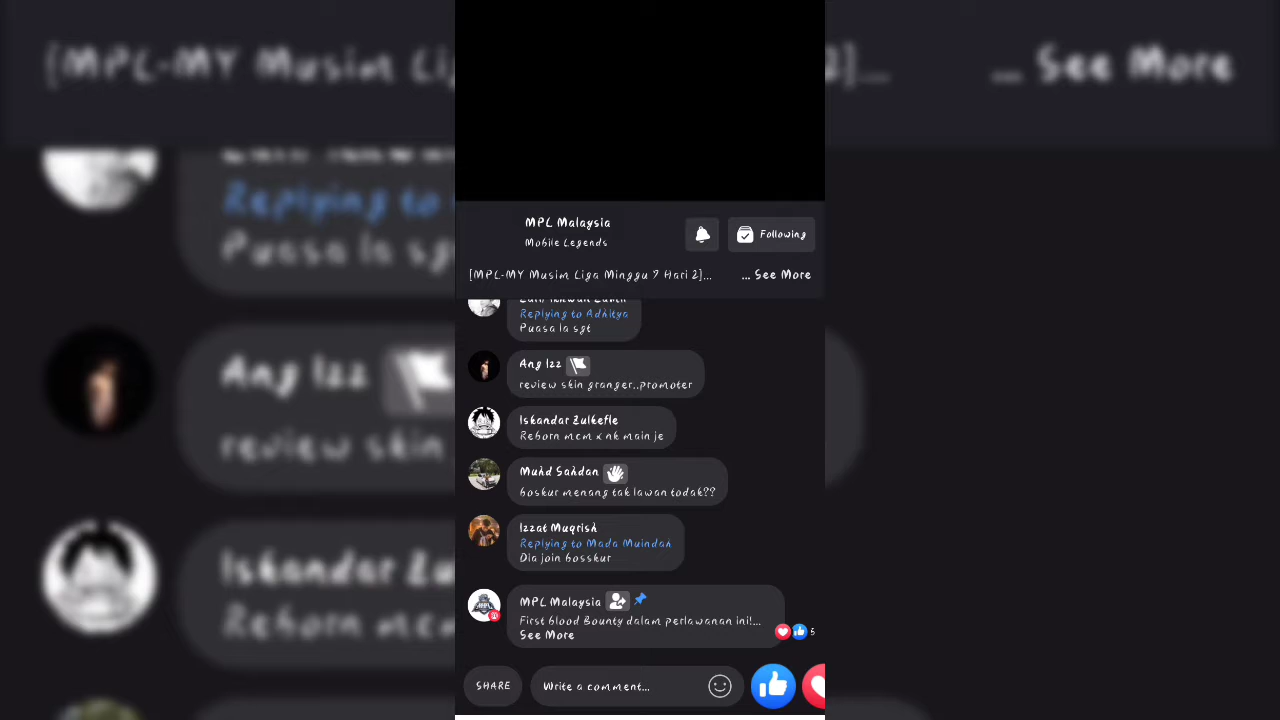 MPL Malaysia
Mobile Legends
Following
[MPL-MY Musim Liga Minggu 7 Hari 2]...
... See More
Replying to Adhitya
Puasa la sgt
Ang Izz
review skin granger..promoter
Iskandar Zulkefle
Reborn mcm x nk main je
Muhd Sahdan
boskur menang tak lawan todak??
Izzat Muqrish
Replying to Mada Muindah
Dia join bosskur
MPL Malaysia
First blood Bounty dalam perlawanan ini!...
See More
5
SHARE
Write a comment...